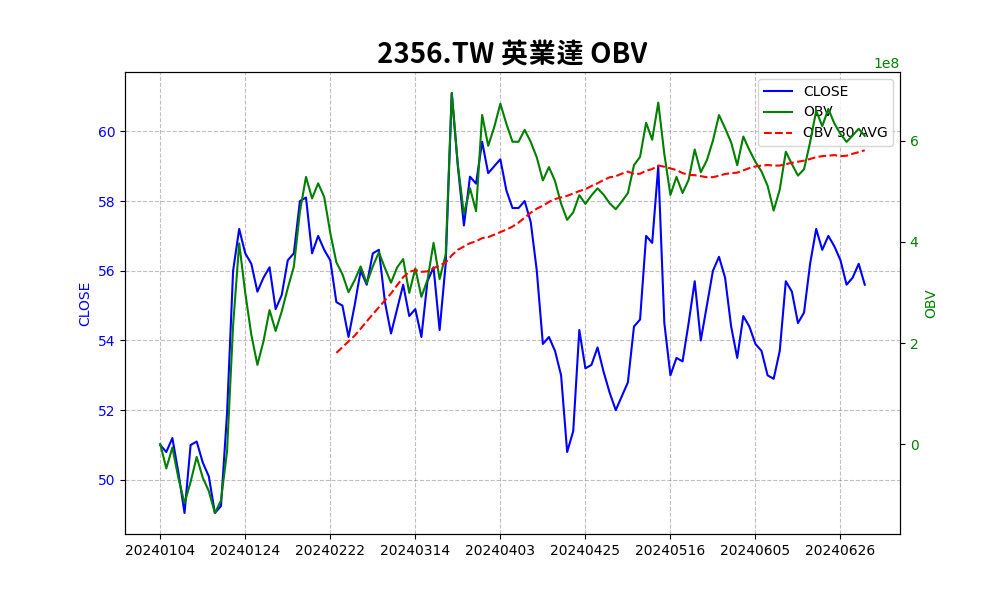 2356.TW 英業達 OBV
1e8
CLOSE
OBV
OBV 30 AVG
60
58
56
54
52
50
CLOSE
6
4
2
0
OBV
20240104 20240124 20240222 20240314 20240403 20240425 20240516 20240605 20240626